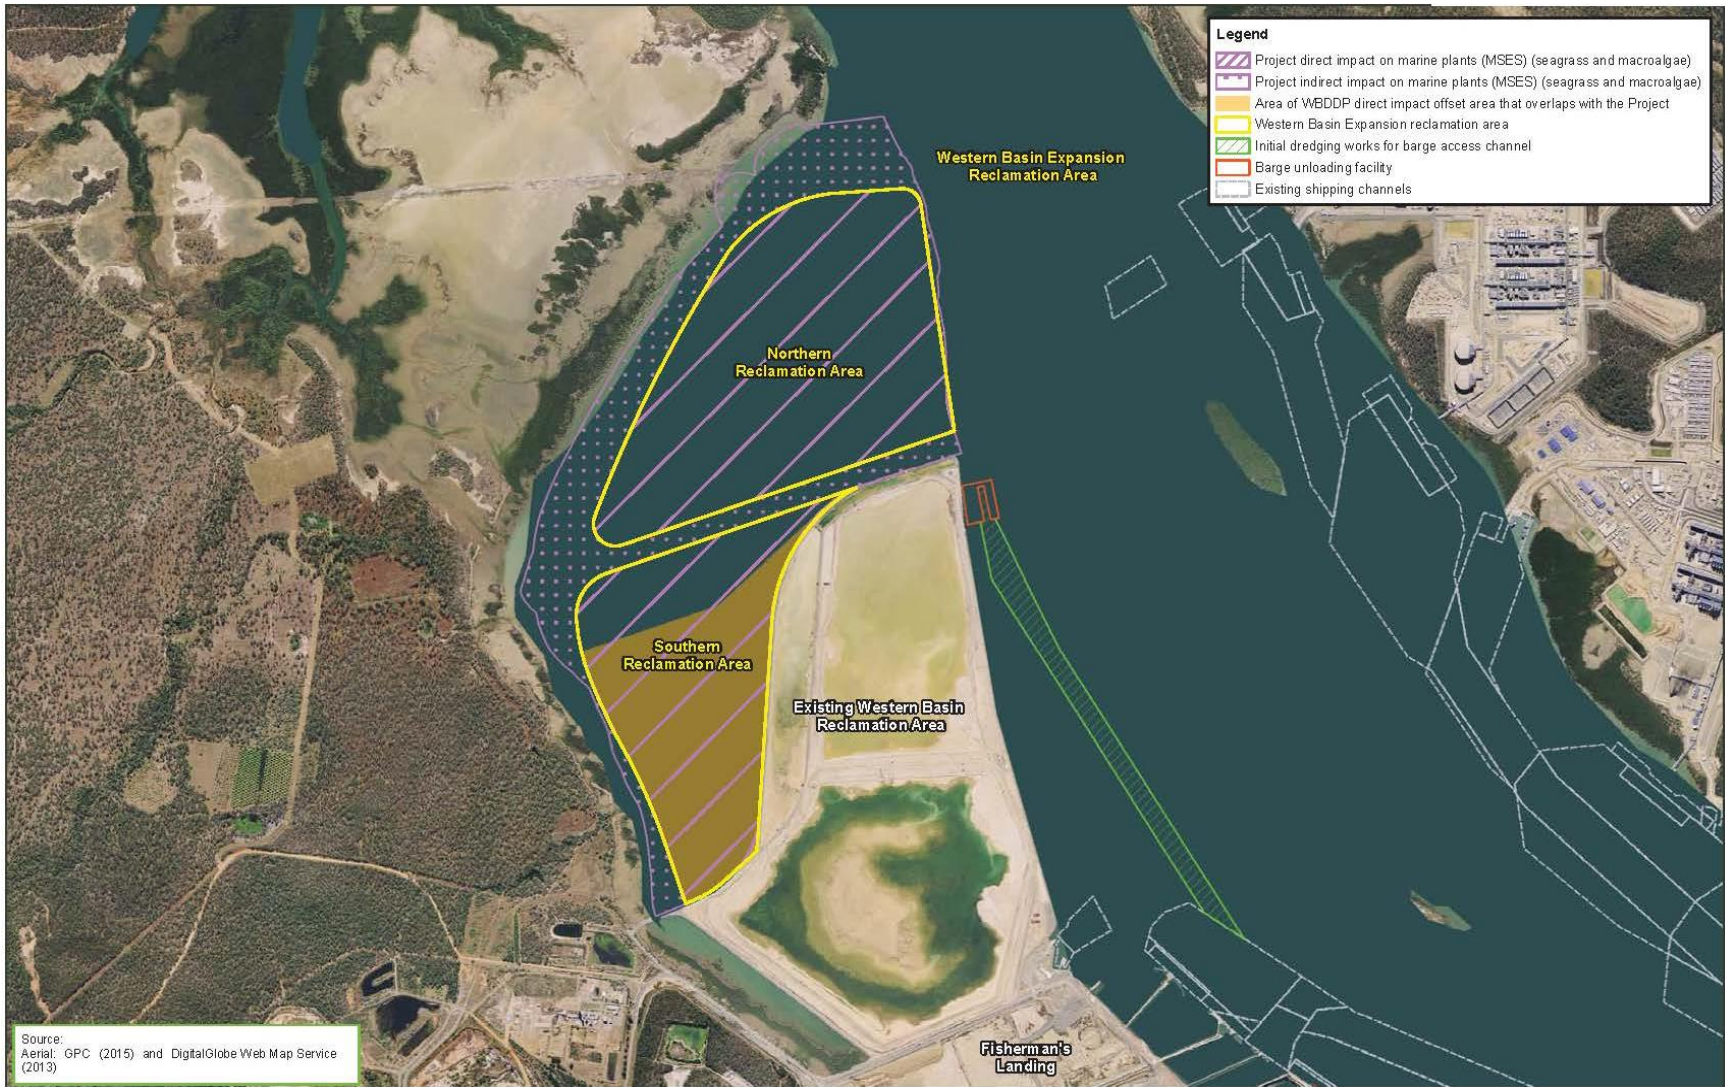 Legend
Project direct impact on marine plants (MSES) (seagrass and macroalgae)
Project indirect impact on marine plants (MSES) (seagrass and macroalgae)
Area of WBDDP direct impact offset area that overlaps with the Project
Western Basin Expansion reclamation area
Initial dredging works for barge access channel
Barge unloading facility
Existing shipping channels
Western Basin Expansion
Reclamation Area
Northern
Reclamation Area
Southern
Reclamation Area
Existing Western Basin
Reclamation Area
Fisherman's
Landing
Source:
Aerial: GPC (2015) and DigitalGlobe Web Map Service
(2013)